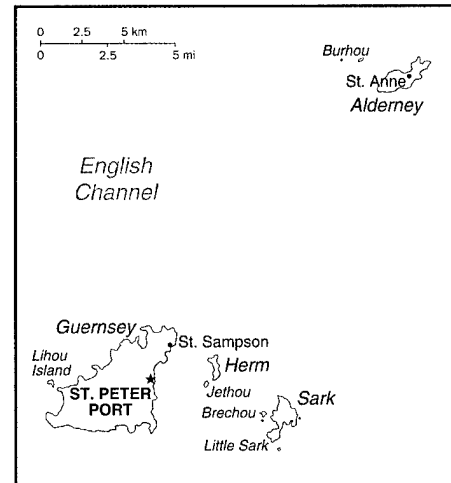 0 2.5 5 km
0 2.5 5 mi
Burhou
St. Anne
Alderney
English
Channel
Guernsey
St. Sampson
Lihou
Island
Herm
ST. PETER
PORT
Jethou
Sark
Brechou
Little Sark